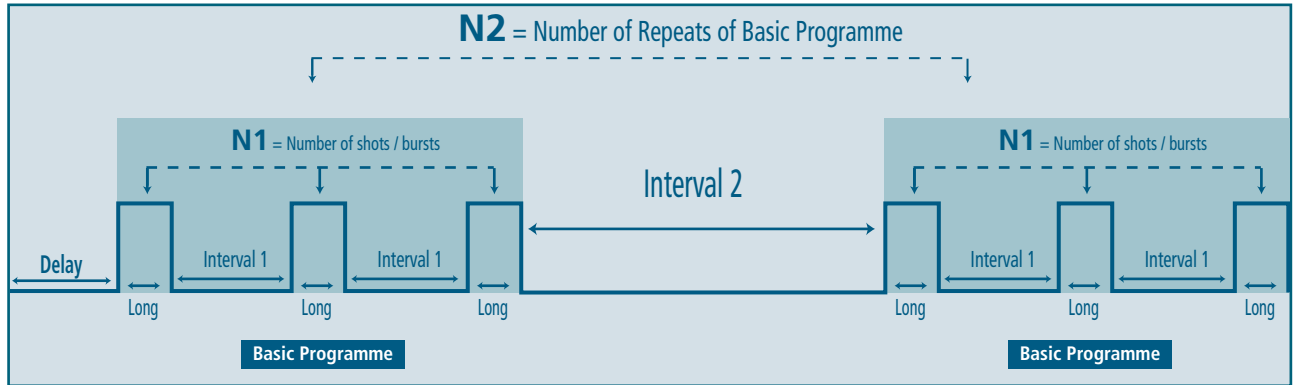 N2 = Number of Repeats of Basic Programme
N1 = Number of shots / bursts
N1 = Number of shots / bursts
Interval 2
Delay
Interval 1
Interval 1
Interval 1
Interval 1
Long
Long
Long
Long
Long
Long
Basic Programme
Basic Programme